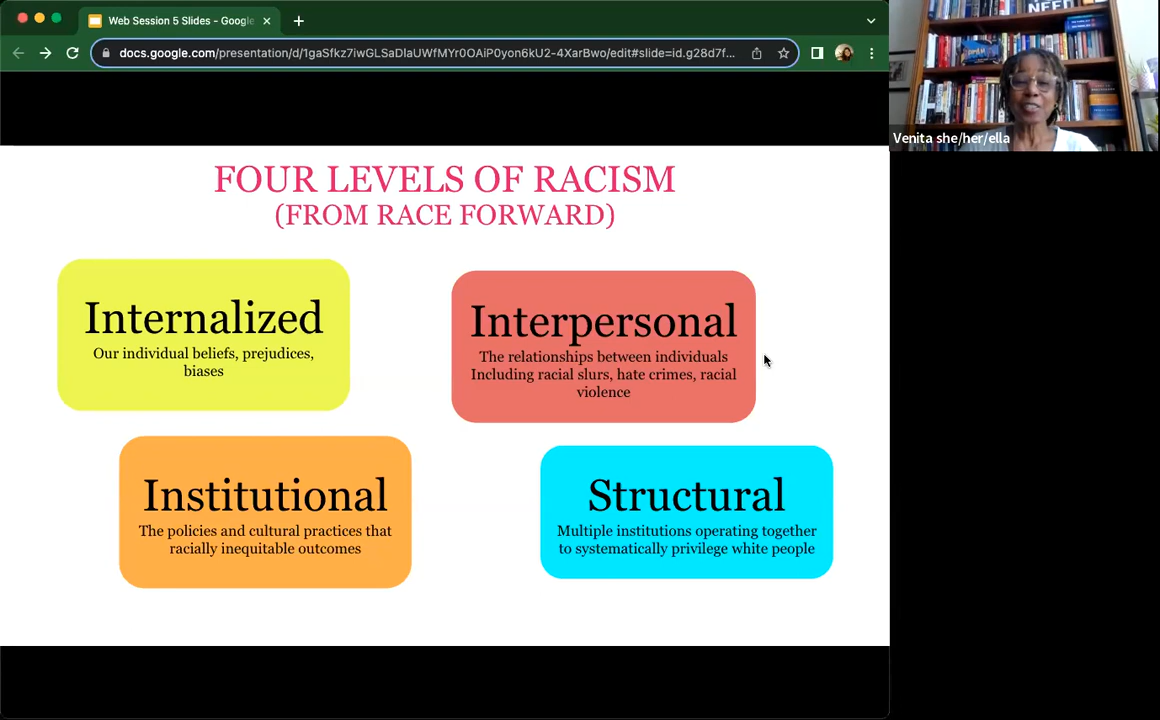 Web Session 5 Slides - Google
docs.google.com/presentation/d/1gaSfkz7iwGLSaDlaUWfMYr0OAiP0yon6kU2-4XarBwo/edit#slide=id.g28d7f...
NEED
Venita she/her/ella
FOUR LEVELS OF RACISM
(FROM RACE FORWARD)
Internalized
Our individual beliefs, prejudices,
biases
Interpersonal
The relationships between individuals
Including racial slurs, hate crimes, racial
violence
Institutional
The policies and cultural practices that
racially inequitable outcomes
Structural
Multiple institutions operating together
to systematically privilege white people